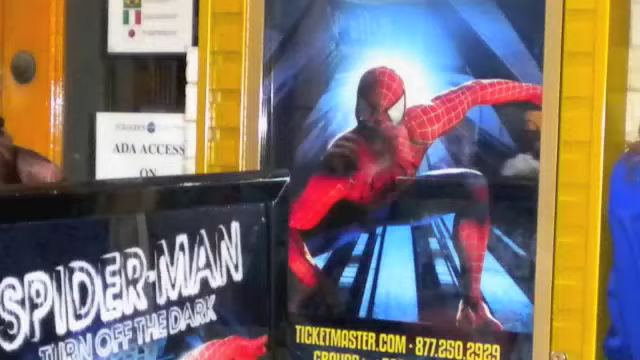 ADA ACCESS
ON
SPIDER-MAN
TURN OFF THE DARK
TICKETMASTER.COM • 877.250.2929